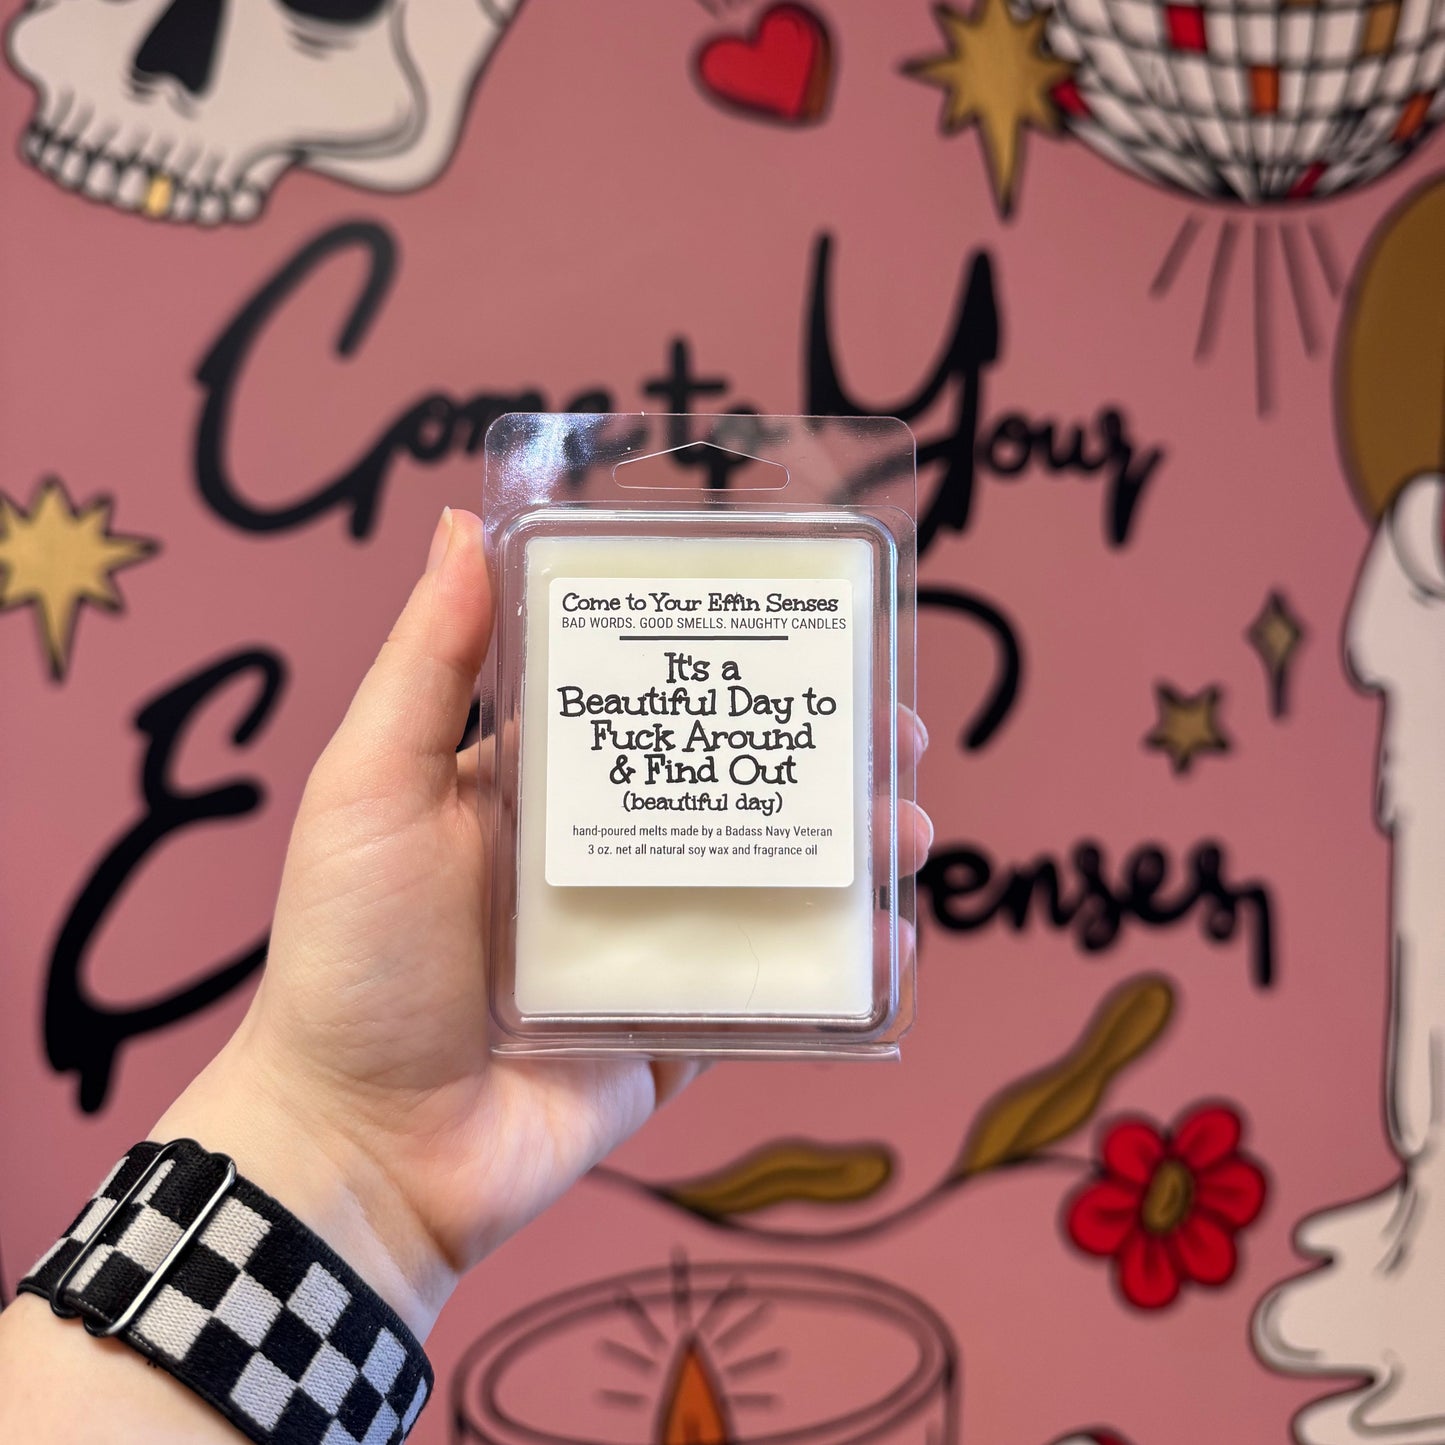 Come to Your
E
enses,
Come to Your Effin Senses
BAD WORDS. GOOD SMELLS. NAUGHTY CANDLES
It's a
Beautiful Day to
Fuck Around
& Find Out
(beautiful day)
hand-poured melts made by a Badass Navy Veteran
3 oz. net all natural soy wax and fragrance oil